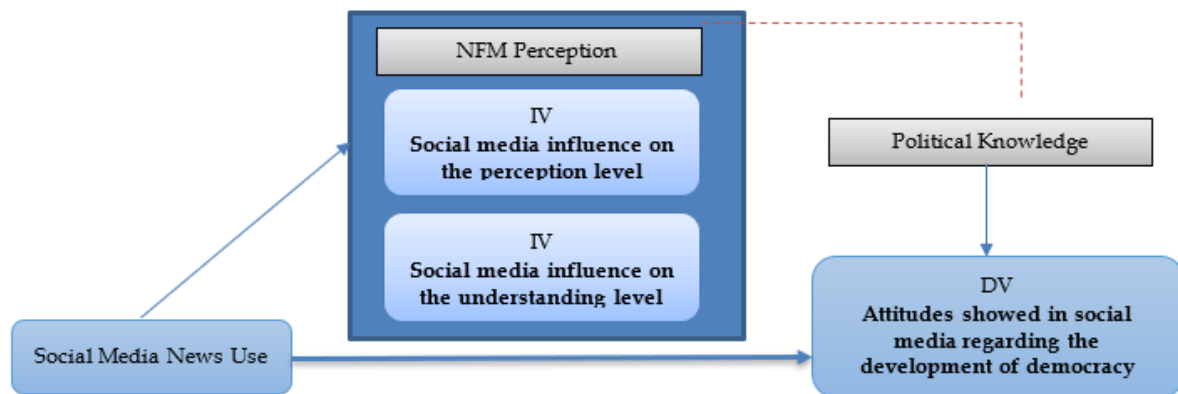 NFM Perception
IV
Social media influence on
the perception level
IV
Social media influence on
the understanding level
Political Knowledge
Social Media News Use
DV
Attitudes showed in social
media regarding the
development of democracy